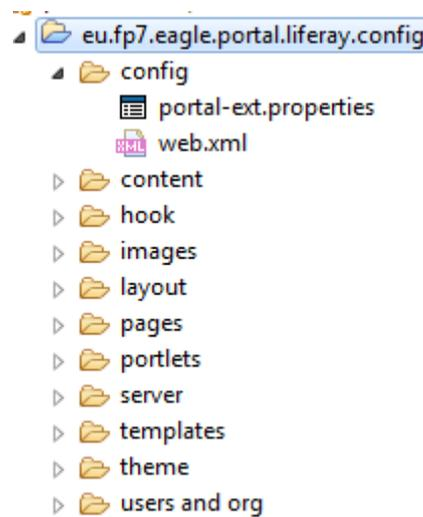 eu.fp7.eagle.portal.liferay.config
config
portal-ext.properties
web.xml
content
hook
images
layout
pages
portlets
server
templates
theme
users and org